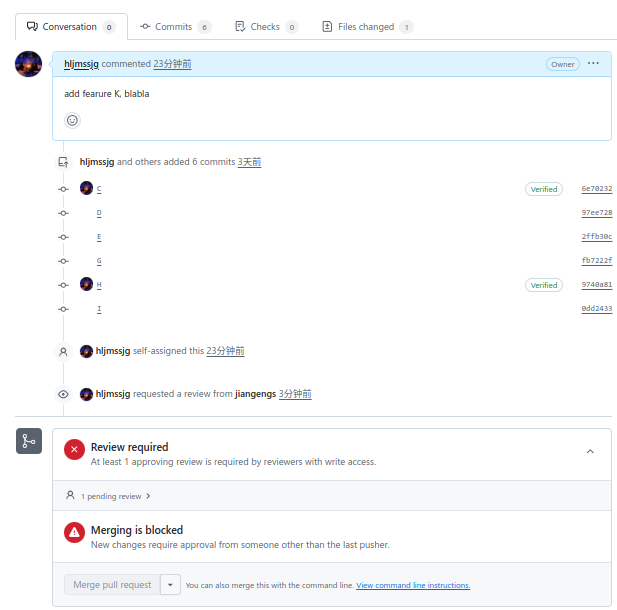 Conversation 0 Commits 6 Checks 0 Files changed 1
hljmssjg commented 23分钟前 Owner
add fearure K, blabla
hljmssjg and others added 6 commits 3天前
C Verified 6e70232
D 97ee728
E 2ffb30c
G fb7222f
H Verified 9740a81
I 0dd2433
hljmssjg self-assigned this 23分钟前
hljmssjg requested a review from jiangengs 3分钟前
Review required
At least 1 approving review is required by reviewers with write access.
1 pending review
Merging is blocked
New changes require approval from someone other than the last pusher.
Merge pull request You can also merge this with the command line. View command line instructions.